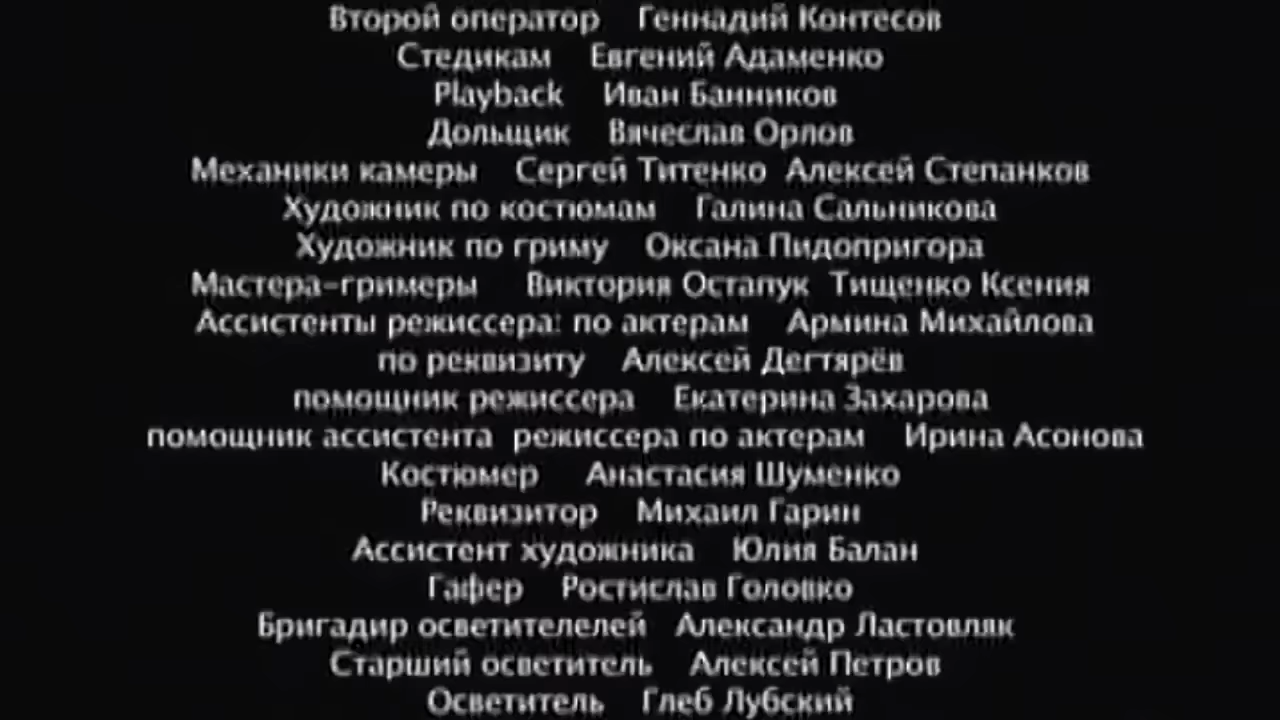 Второй оператор Геннадий Контесов
Стедикам Евгений Адаменко
Playback Иван Банников
Дольщик Вячеслав Орлов
Механики камеры Сергей Титенко Алексей Степанков
Художник по костюмам Галина Сальникова
Художник по гриму Оксана Пидопригора
Мастера-гримеры Виктория Остапук Тищенко Ксения
Ассистенты режиссера: по актерам Армина Михайлова
по реквизиту Алексей Дегтярёв
помощник режиссера Екатерина Захарова
помощник ассистента режиссера по актерам Ирина Асонова
Костюмер Анастасия Шуменко
Реквизитор Михаил Гарин
Ассистент художника Юлия Балан
Гафер Ростислав Головко
Бригадир осветителелей Александр Ластовляк
Старший осветитель Алексей Петров
Осветитель Глеб Лубский